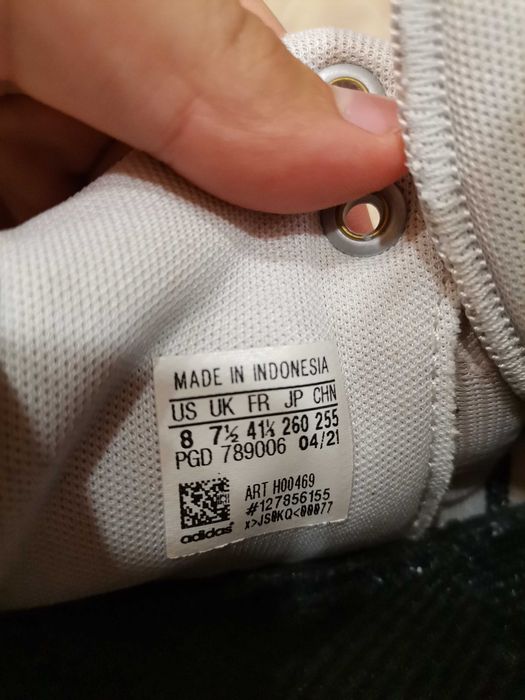 MADE IN INDONESIA
US UK FR JP CHN
8 7½ 41⅓ 260 255
PGD 789006 04/21
ART H00469
#127856155
x>JS0KQ<00077
adidas